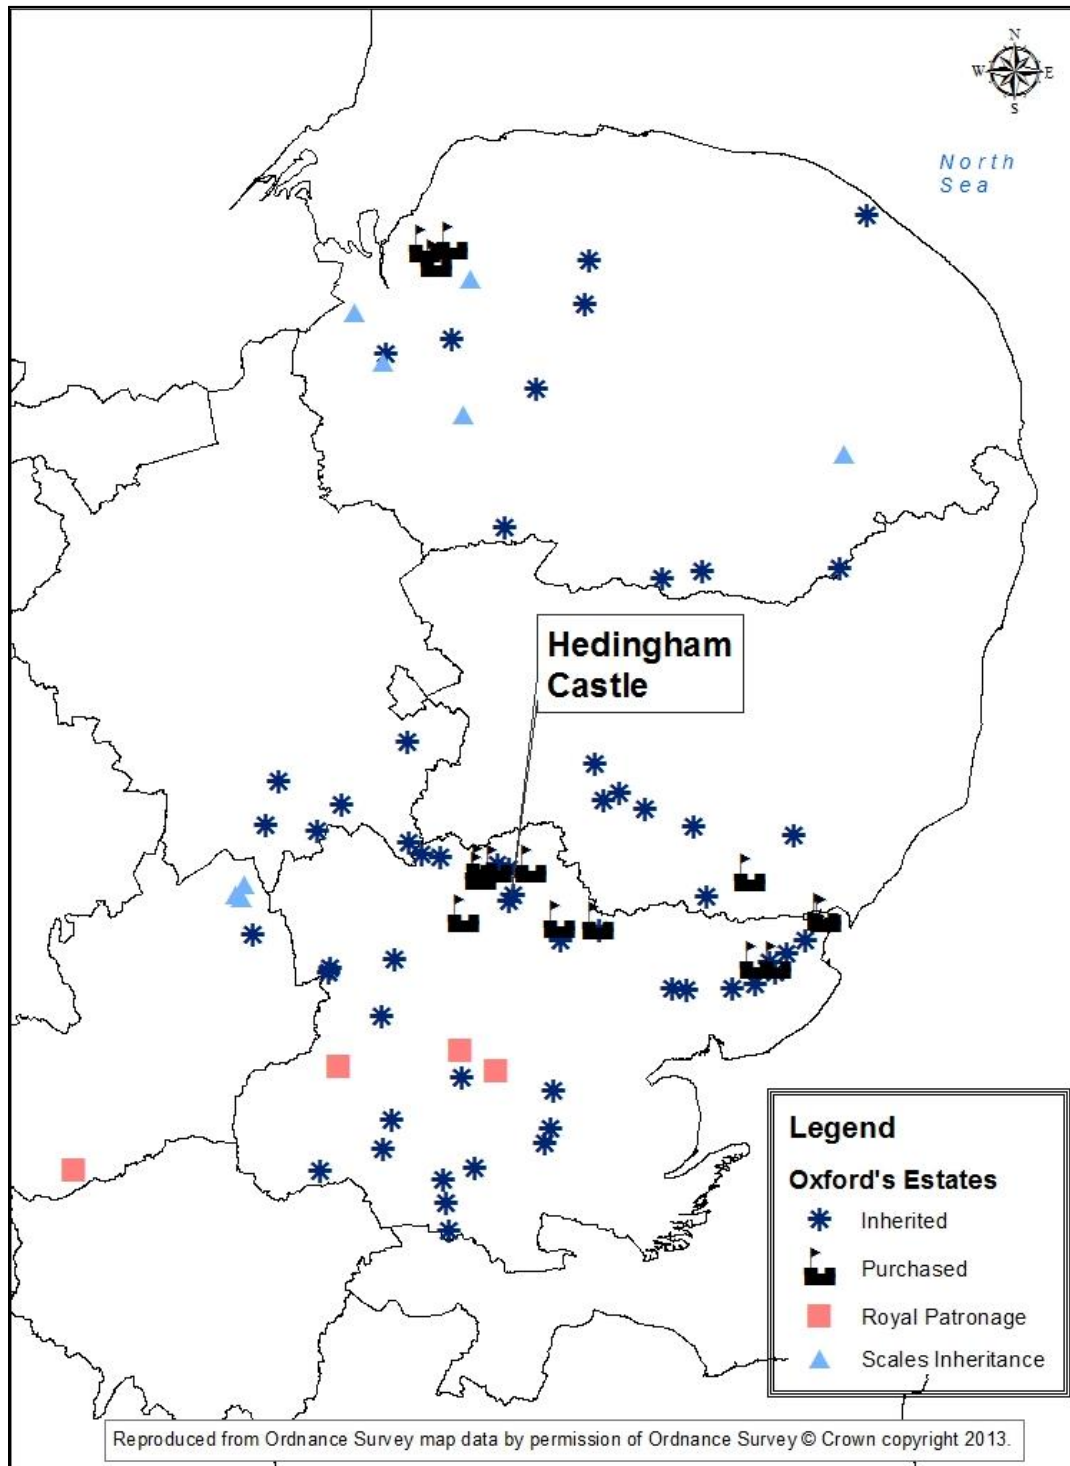 N
W E
S
North
Sea
Hedingham
Castle
Legend
Oxford's Estates
Inherited
Purchased
Royal Patronage
Scales Inheritance
Reproduced from Ordnance Survey map data by permission of Ordnance Survey © Crown copyright 2013.